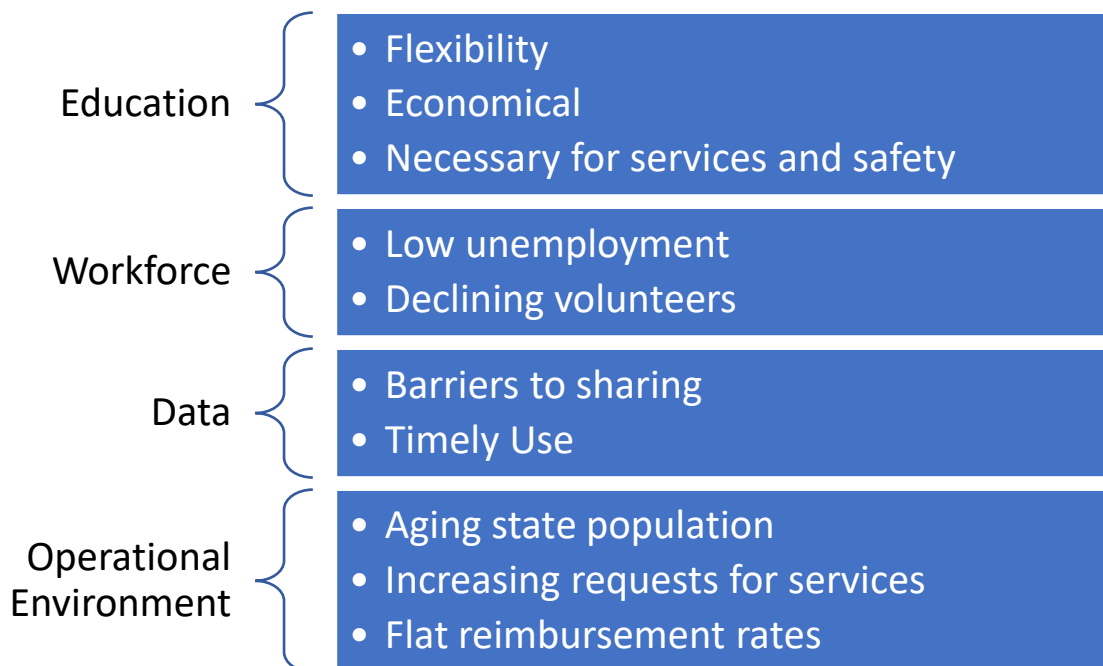 Education
• Flexibility
• Economical
• Necessary for services and safety
Workforce
• Low unemployment
• Declining volunteers
Data
• Barriers to sharing
• Timely Use
Operational
Environment
• Aging state population
• Increasing requests for services
• Flat reimbursement rates